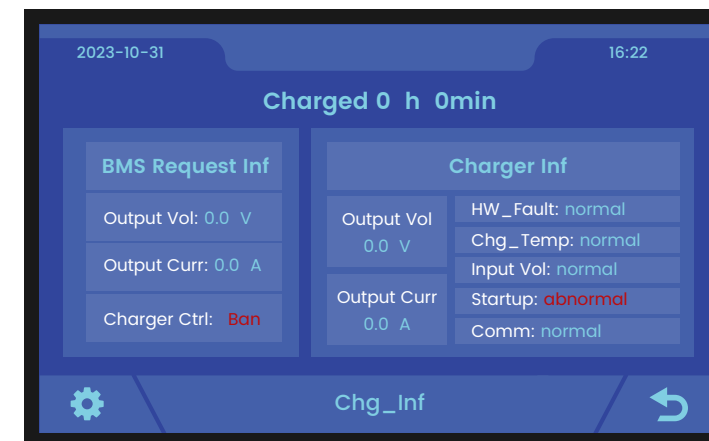 2023-10-31
16:22
Charged 0 h 0min
BMS Request Inf
Output Vol: 0.0 V
Output Curr: 0.0 A
Charger Ctrl: Ban
Charger Inf
Output Vol
0.0 V
Output Curr
0.0 A
HW_Fault: normal
Chg_Temp: normal
Input Vol: normal
Startup: abnormal
Comm: normal
Chg_Inf